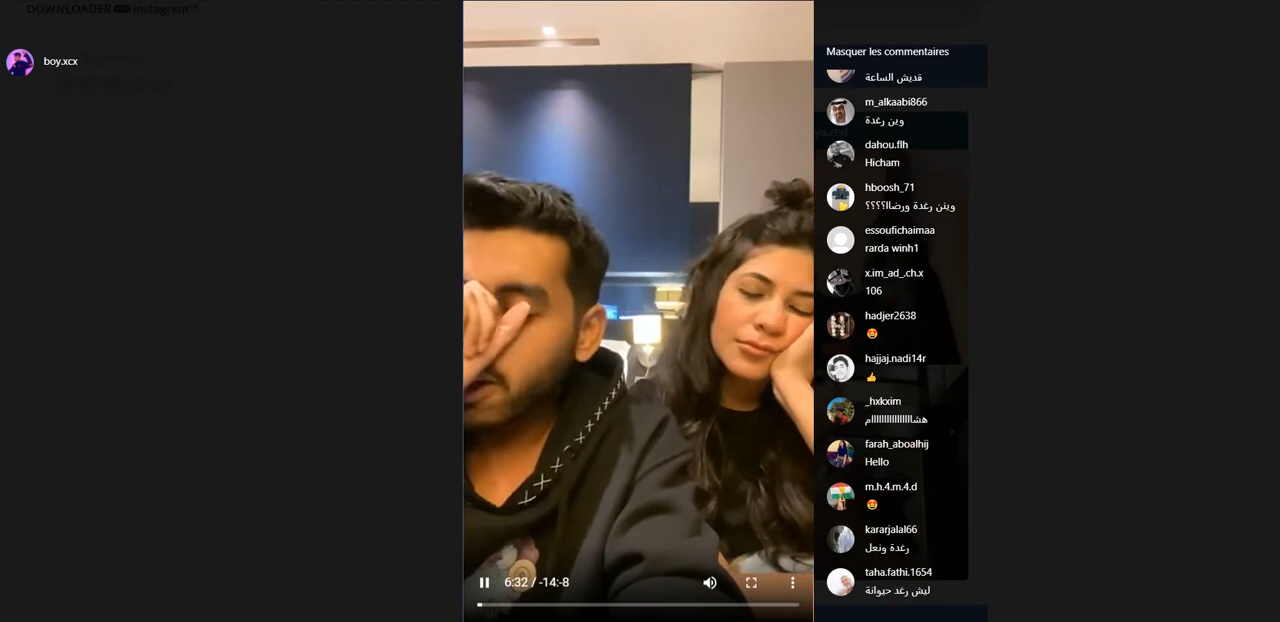 DOWNLOADER
Instagram
boy.xcx
6:32 / -14:-8
Masquer les commentaires
قديش الساعة
m_alkaabi866
وين رغدة
dahou.flh
Hicham
hboosh_71
وينن رغدة ورضاا؟؟؟؟
essoufichaimaa
rarda winh1
x.im_ad_.ch.x
106
hadjer2638
🤩
hajjaj.nadi14r
👍
_hxkxim
هشااااااااااااااااام
farah_aboalhij
Hello
m.h.4.m.4.d
🤩
kararjalal66
رغدة ونعل
taha.fathi.1654
ليش رغد حيوانة